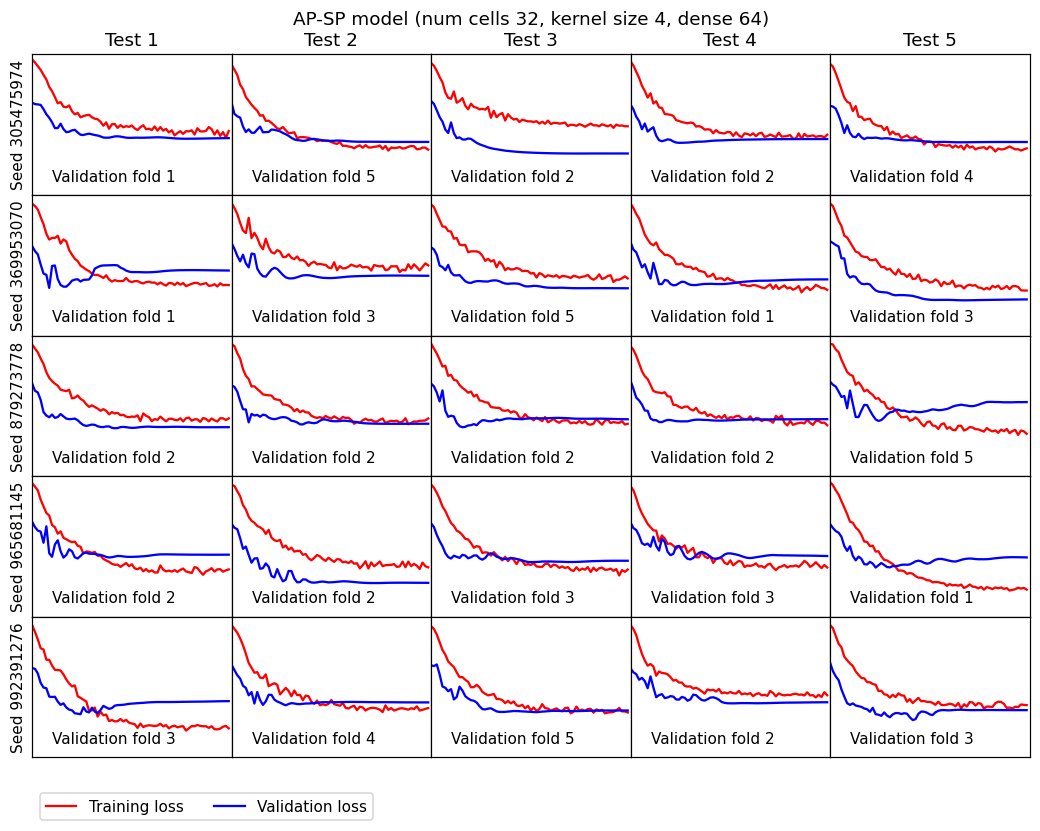 AP-SP model (num cells 32, kernel size 4, dense 64)
Test 1 Test 2 Test 3 Test 4 Test 5
Seed 305475974
Validation fold 1 Validation fold 5 Validation fold 2 Validation fold 2 Validation fold 4
Seed 369953070
Validation fold 1 Validation fold 3 Validation fold 5 Validation fold 1 Validation fold 3
Seed 879273778
Validation fold 2 Validation fold 2 Validation fold 2 Validation fold 2 Validation fold 5
Seed 965681145
Validation fold 2 Validation fold 2 Validation fold 3 Validation fold 3 Validation fold 1
Seed 992391276
Validation fold 3 Validation fold 4 Validation fold 5 Validation fold 2 Validation fold 3
Training loss Validation loss